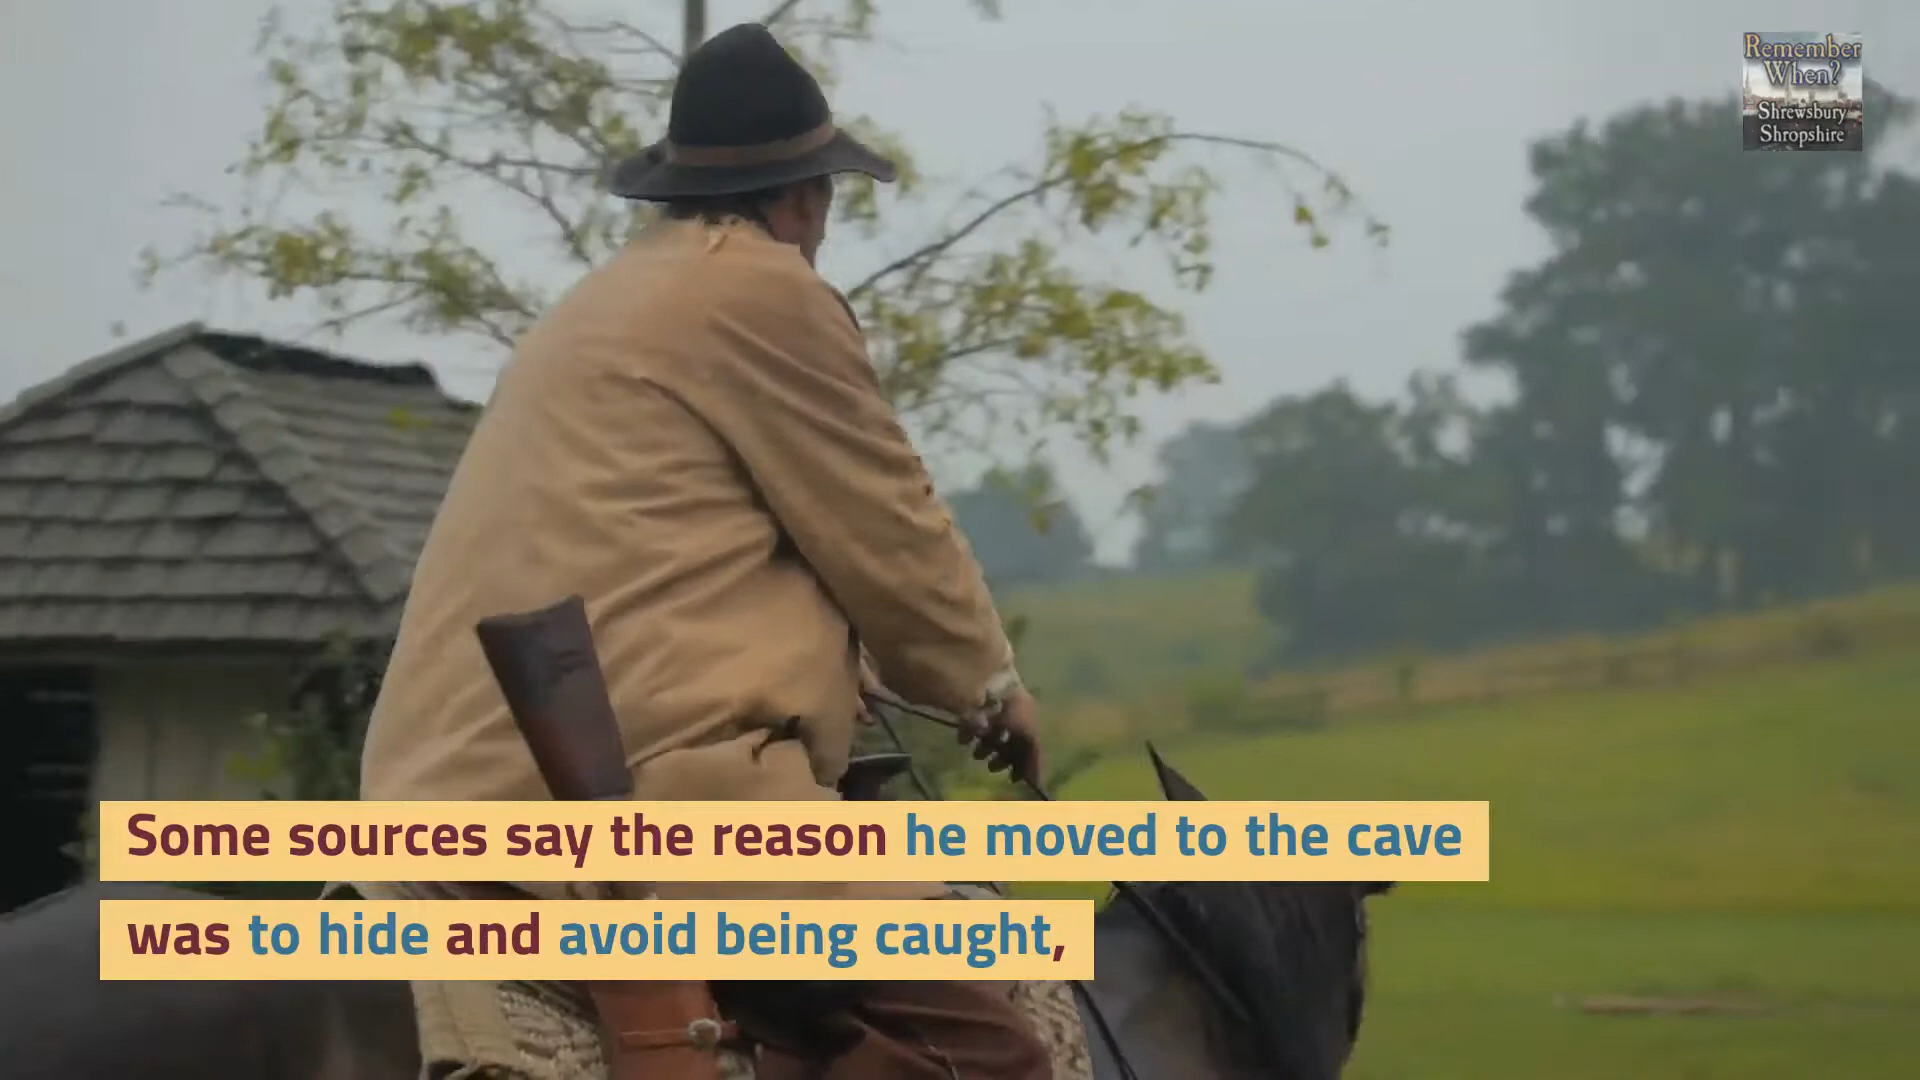 Remember
When?
Shrewsbury
Shropshire
Some sources say the reason he moved to the cave
was to hide and avoid being caught,